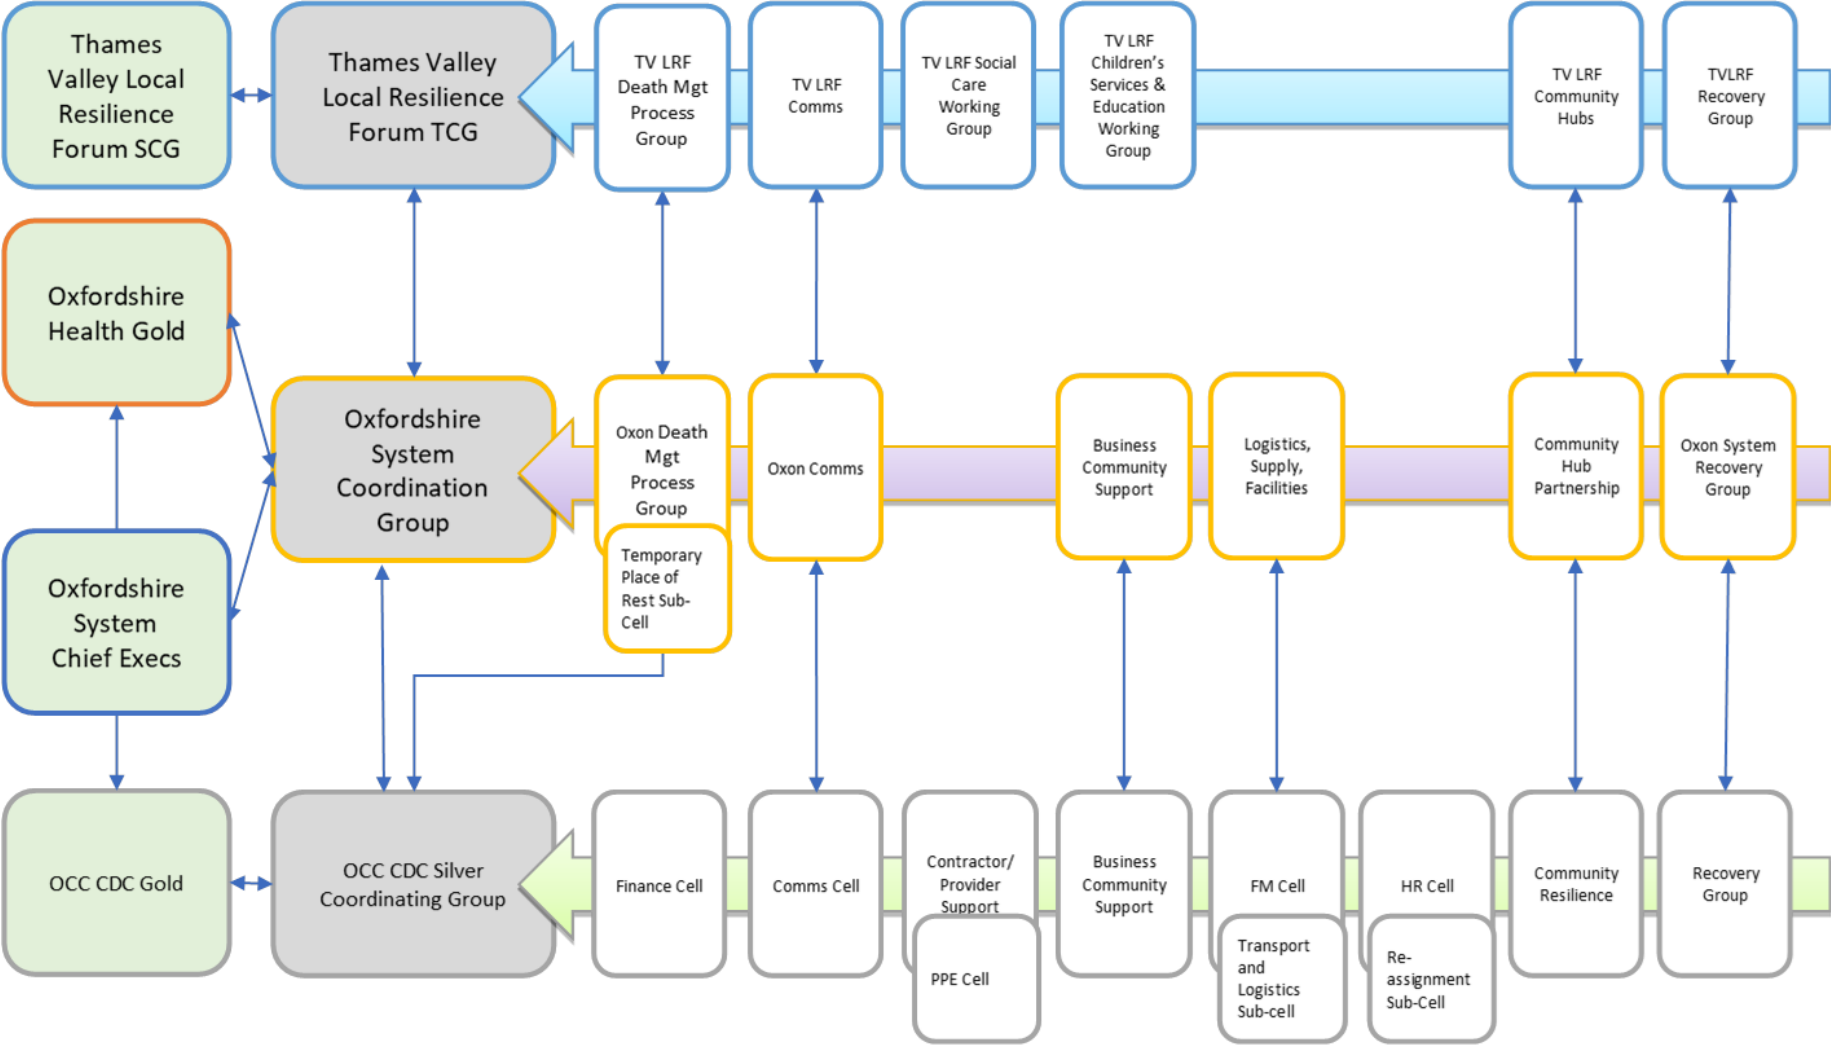 Thames
Valley Local
Resilience
Forum SCG
Thames Valley
Local Resilience
Forum TCG
TV LRF
Death Mgt
Process
Group
TV LRF
Comms
TV LRF Social
Care
Working
Group
TV LRF
Children's
Services &
Education
Working
Group
TV LRF
Community
Hubs
TVLRF
Recovery
Group
Oxfordshire
Health Gold
Oxfordshire
System
Coordination
Group
Oxon Death
Mgt
Process
Group
Temporary
Place of
Rest Sub-
Cell
Oxon Comms
Business
Community
Support
Logistics,
Supply,
Facilities
Community
Hub
Partnership
Oxon System
Recovery
Group
Oxfordshire
System
Chief Execs
OCC CDC Gold
OCC CDC Silver
Coordinating Group
Finance Cell
Comms Cell
Contractor/
Provider
Support
PPE Cell
Business
Community
Support
FM Cell
Transport
and
Logistics
Sub-cell
HR Cell
Re-
assignment
Sub-Cell
Community
Resilience
Recovery
Group